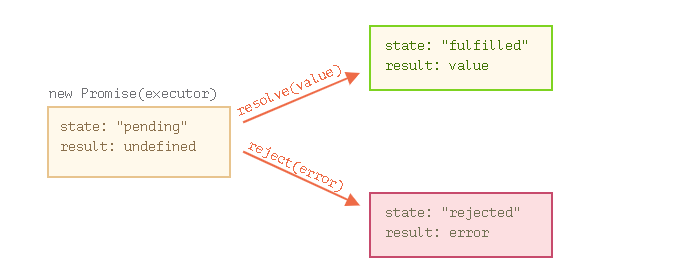 new Promise(executor)
state: "pending"
result: undefined
resolve(value)
reject(error)
state: "fulfilled"
result: value
state: "rejected"
result: error